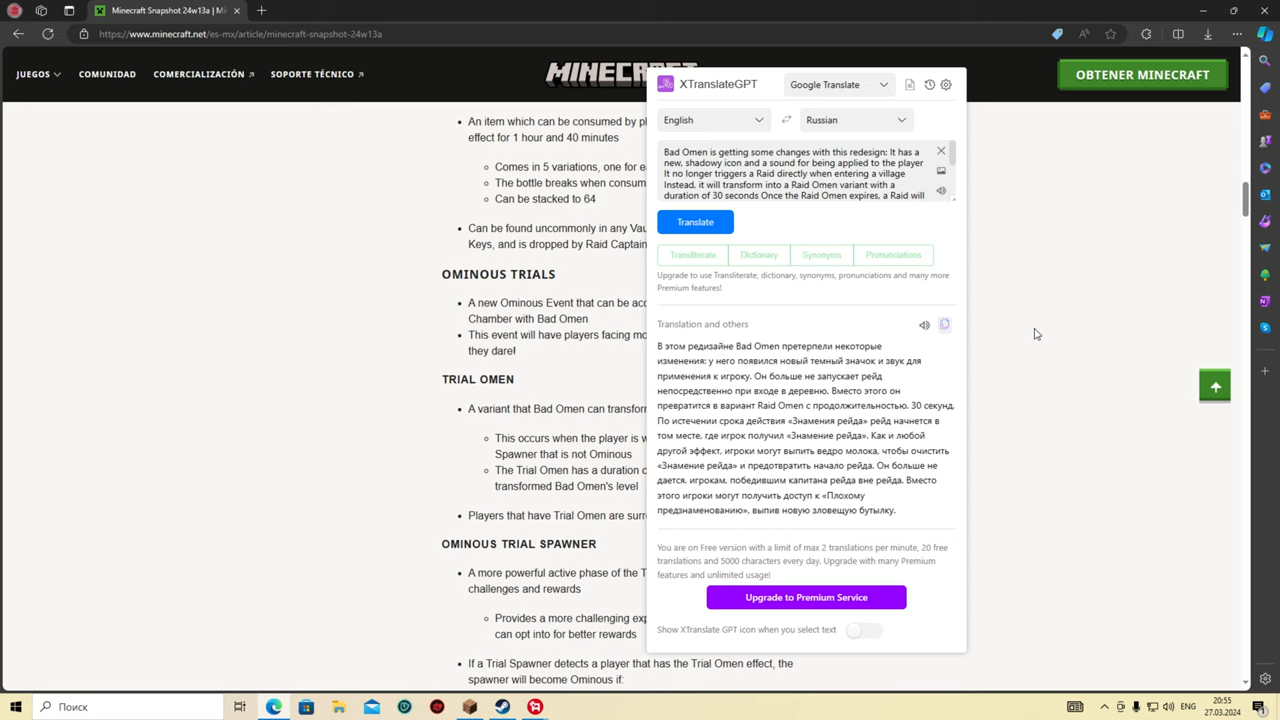 Minecraft Snapshot 24w13a | Mi
https://www.minecraft.net/es-mx/article/minecraft-snapshot-24w13a
JUEGOS
COMUNIDAD
COMERCIALIZACIÓN
SOPORTE TÉCNICO
MINECRAFT
OBTENER MINECRAFT
An item which can be consumed by pl
effect for 1 hour and 40 minutes
Comes in 5 variations, one for e
The bottle breaks when consum
Can be stacked to 64
Can be found uncommonly in any Vau
Keys, and is dropped by Raid Captain
OMINOUS TRIALS
A new Ominous Event that can be acc
Chamber with Bad Omen
This event will have players facing mo
they dare!
TRIAL OMEN
A variant that Bad Omen can transform
This occurs when the player is w
Spawner that is not Ominous
The Trial Omen has a duration o
transformed Bad Omen's level
Players that have Trial Omen are surr
OMINOUS TRIAL SPAWNER
A more powerful active phase of the T
challenges and rewards
Provides a more challenging exp
can opt into for better rewards
If a Trial Spawner detects a player that has the Trial Omen effect, the
spawner will become Ominous if:
XTranslateGPT
Google Translate
English
Russian
Bad Omen is getting some changes with this redesign: It has a
new, shadowy icon and a sound for being applied to the player
It no longer triggers a Raid directly when entering a village
Instead, it will transform into a Raid Omen variant with a
duration of 30 seconds Once the Raid Omen expires, a Raid will
Translate
Transliterate
Dictionary
Synonyms
Pronunciations
Upgrade to use Transliterate, dictionary, synonyms, pronunciations and many more
Premium features!
Translation and others
В этом редизайне Bad Omen претерпели некоторые
изменения: у него появился новый темный значок и звук для
применения к игроку. Он больше не запускает рейд
непосредственно при входе в деревню. Вместо этого он
превратится в вариант Raid Omen с продолжительностью. 30 секунд.
По истечении срока действия «Знамения рейда» рейд начнется в
том месте, где игрок получил «Знамение рейда». Как и любой
другой эффект, игроки могут выпить ведро молока, чтобы очистить
«Знамение рейда» и предотвратить начало рейда. Он больше не
дается. игрокам, победившим капитана рейда вне рейда. Вместо
этого игроки могут получить доступ к «Плохому
предзнаменованию», выпив новую зловещую бутылку.
You are on Free version with a limit of max 2 translations per minute, 20 free
translations and 5000 characters every day. Upgrade with many Premium
features and unlimited usage!
Upgrade to Premium Service
Show XTranslate GPT icon when you select text
Поиск
ENG
20:55
27.03.2024